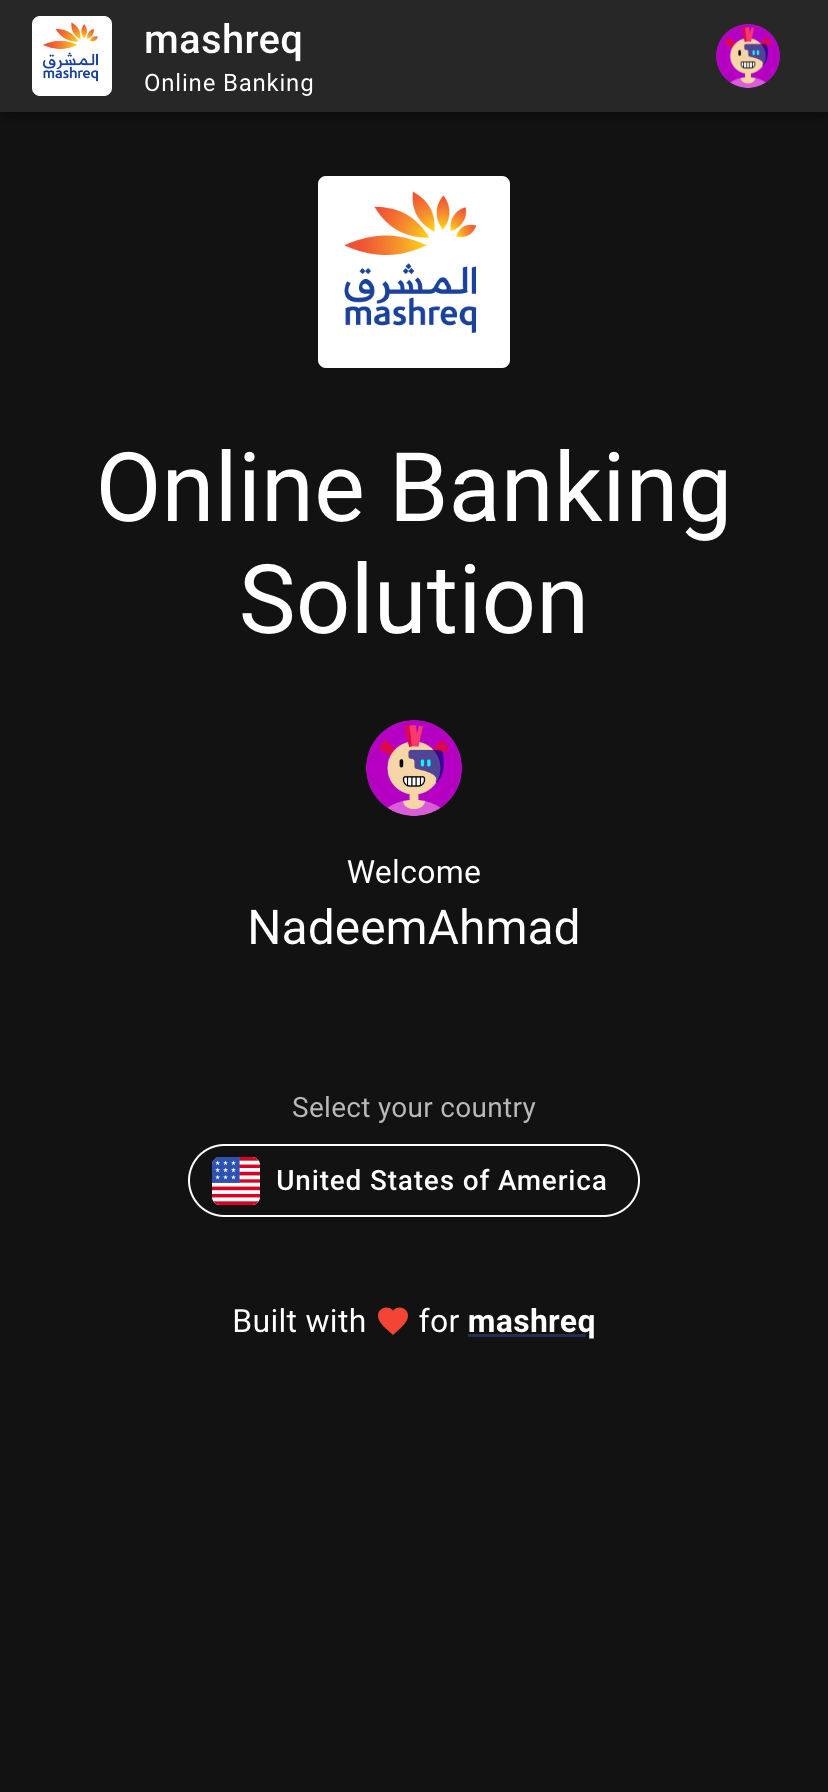 المشرق
mashreq
mashreq
Online Banking
المشرق
mashreq
Online Banking
Solution
Welcome
NadeemAhmad
Select your country
United States of America
Built with ❤ for mashreq